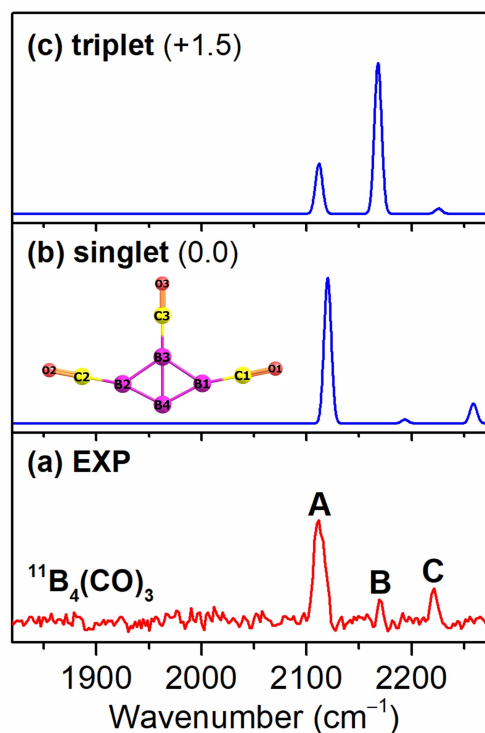 (c) triplet (+1.5)
(b) singlet (0.0)
O3
C3
B3
O2
C2
B2
B1
C1
O1
B4
(a) EXP
A
B
C
¹¹B₄(CO)₃
1900 2000 2100 2200
Wavenumber (cm⁻¹)